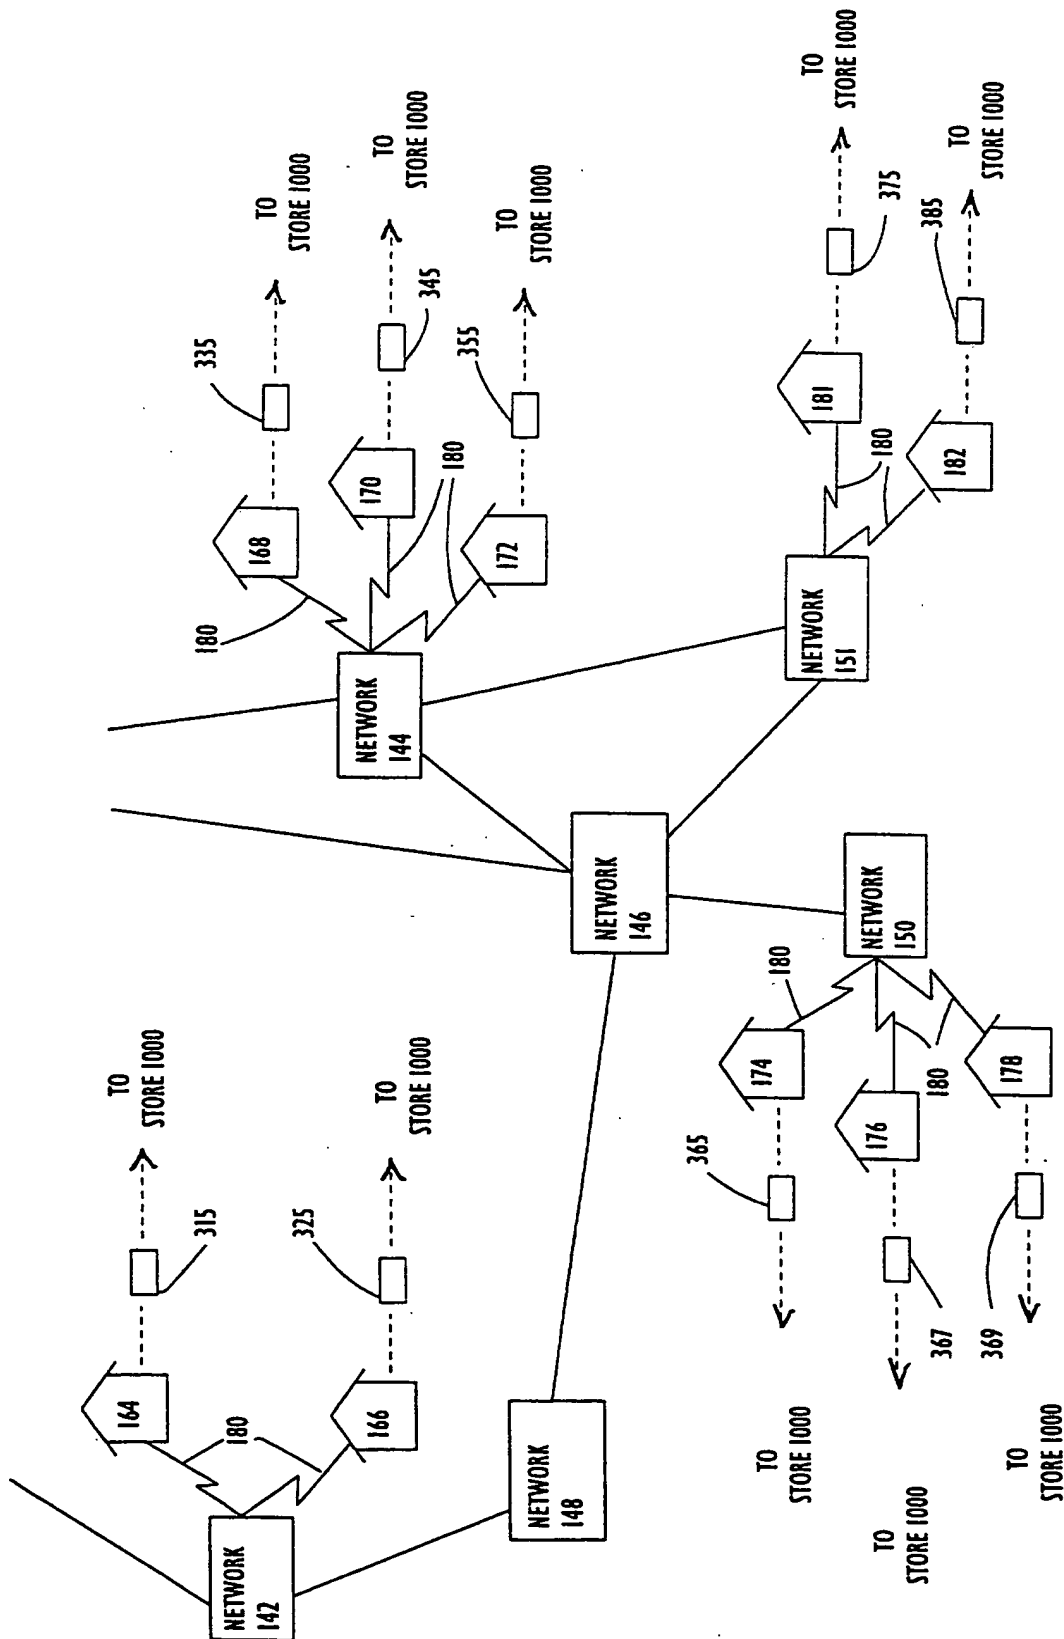 335
TO
STORE 1000
345
TO
STORE 1000
355
TO
STORE 1000
168
170
172
180
180
NETWORK
144
TO
STORE 1000
375
TO
STORE 1000
385
181
182
180
NETWORK
151
NETWORK
146
NETWORK
150
180
180
174
176
178
365
367
369
TO
STORE 1000
TO
STORE 1000
TO
STORE 1000
TO
STORE 1000
315
TO
STORE 1000
325
164
166
180
NETWORK
142
NETWORK
148